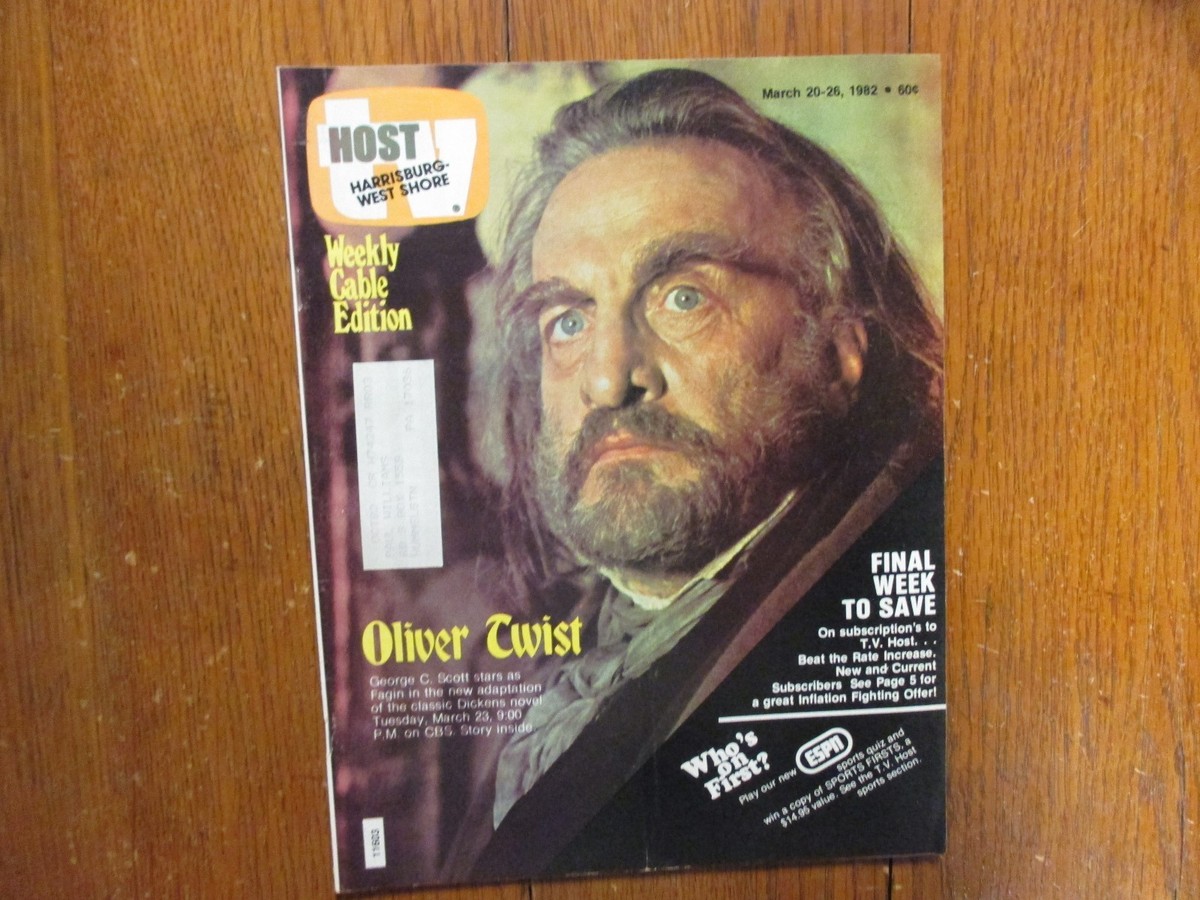 March 20-26, 1982 • 60¢
tv
HOST
HARRISBURG-
WEST SHORE
Weekly
Cable
Edition
Oliver Twist
George C. Scott stars as
Fagin in the new adaptation
of the classic Dickens novel
Tuesday, March 23, 9:00
P.M. on CBS. Story inside.
FINAL
WEEK
TO SAVE
On subscription's to
T.V. Host. . .
Beat the Rate Increase.
New and Current
Subscribers See Page 5 for
a great Inflation Fighting Offer!
Who's
on
First?
Play our new ESPN sports quiz and
win a copy of SPORTS FIRSTS, a
$14.95 value. See the T.V. Host
sports section.
11603